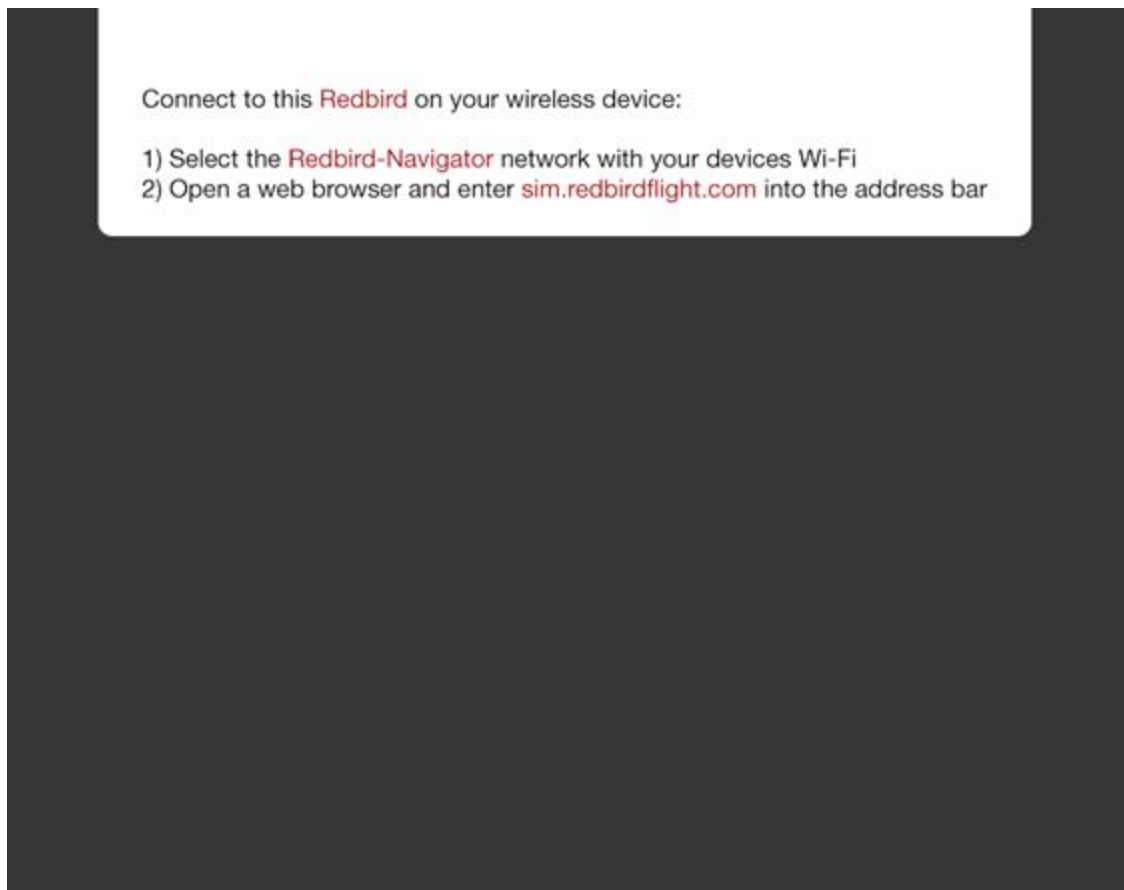 Connect to this Redbird on your wireless device:
1) Select the Redbird-Navigator network with your devices Wi-Fi
2) Open a web browser and enter sim.redbirdflight.com into the address bar